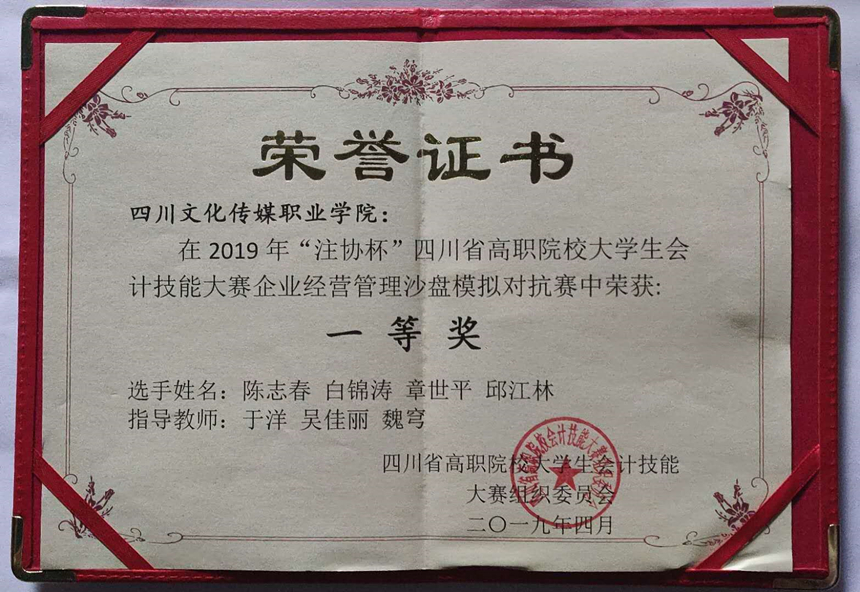 荣誉证书
四川文化传媒职业学院：
在 2019 年“注协杯”四川省高职院校大学生会
计技能大赛企业经营管理沙盘模拟对抗赛中荣获：
一等奖
选手姓名：陈志春 白锦涛 章世平 邱江林
指导教师：于洋 吴佳丽 魏穹
四川省高职院校大学生会计技能
大赛组织委员会
二〇一九年四月